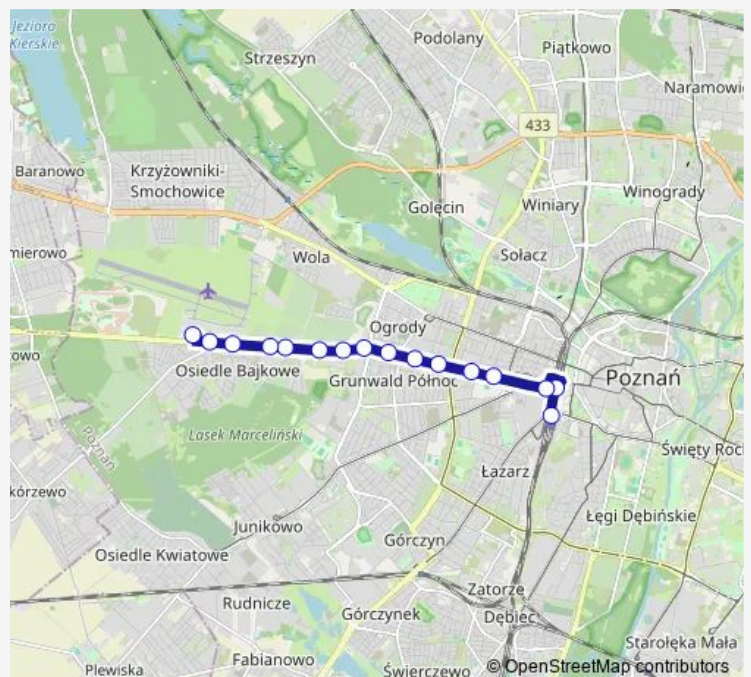 Jeziora
Kierskie
Podolany
Piątkowo
Strzeszyn
Naramowi
433
Baranowo
Krzyżowniki-
Smochowice
Winogrady
Golęcin
Winiary
mierowo
Wola
Sołacz
Ogrody
owo
Osiedle Bajkowe
Grunwald Północ
Poznań
Poznań
Lasek Marceliński
Święty Roc
Łazarz
kórzewo
Junikowo
Łęgi Dębińskie
Osiedle Kwiatowe
Górczyn
Zatorze
Rudnicze
Górczynek
Dębiec
Starołęka Mała
Fabianowo
Plewiska
Świerczewo
© OpenStreetMap contributors